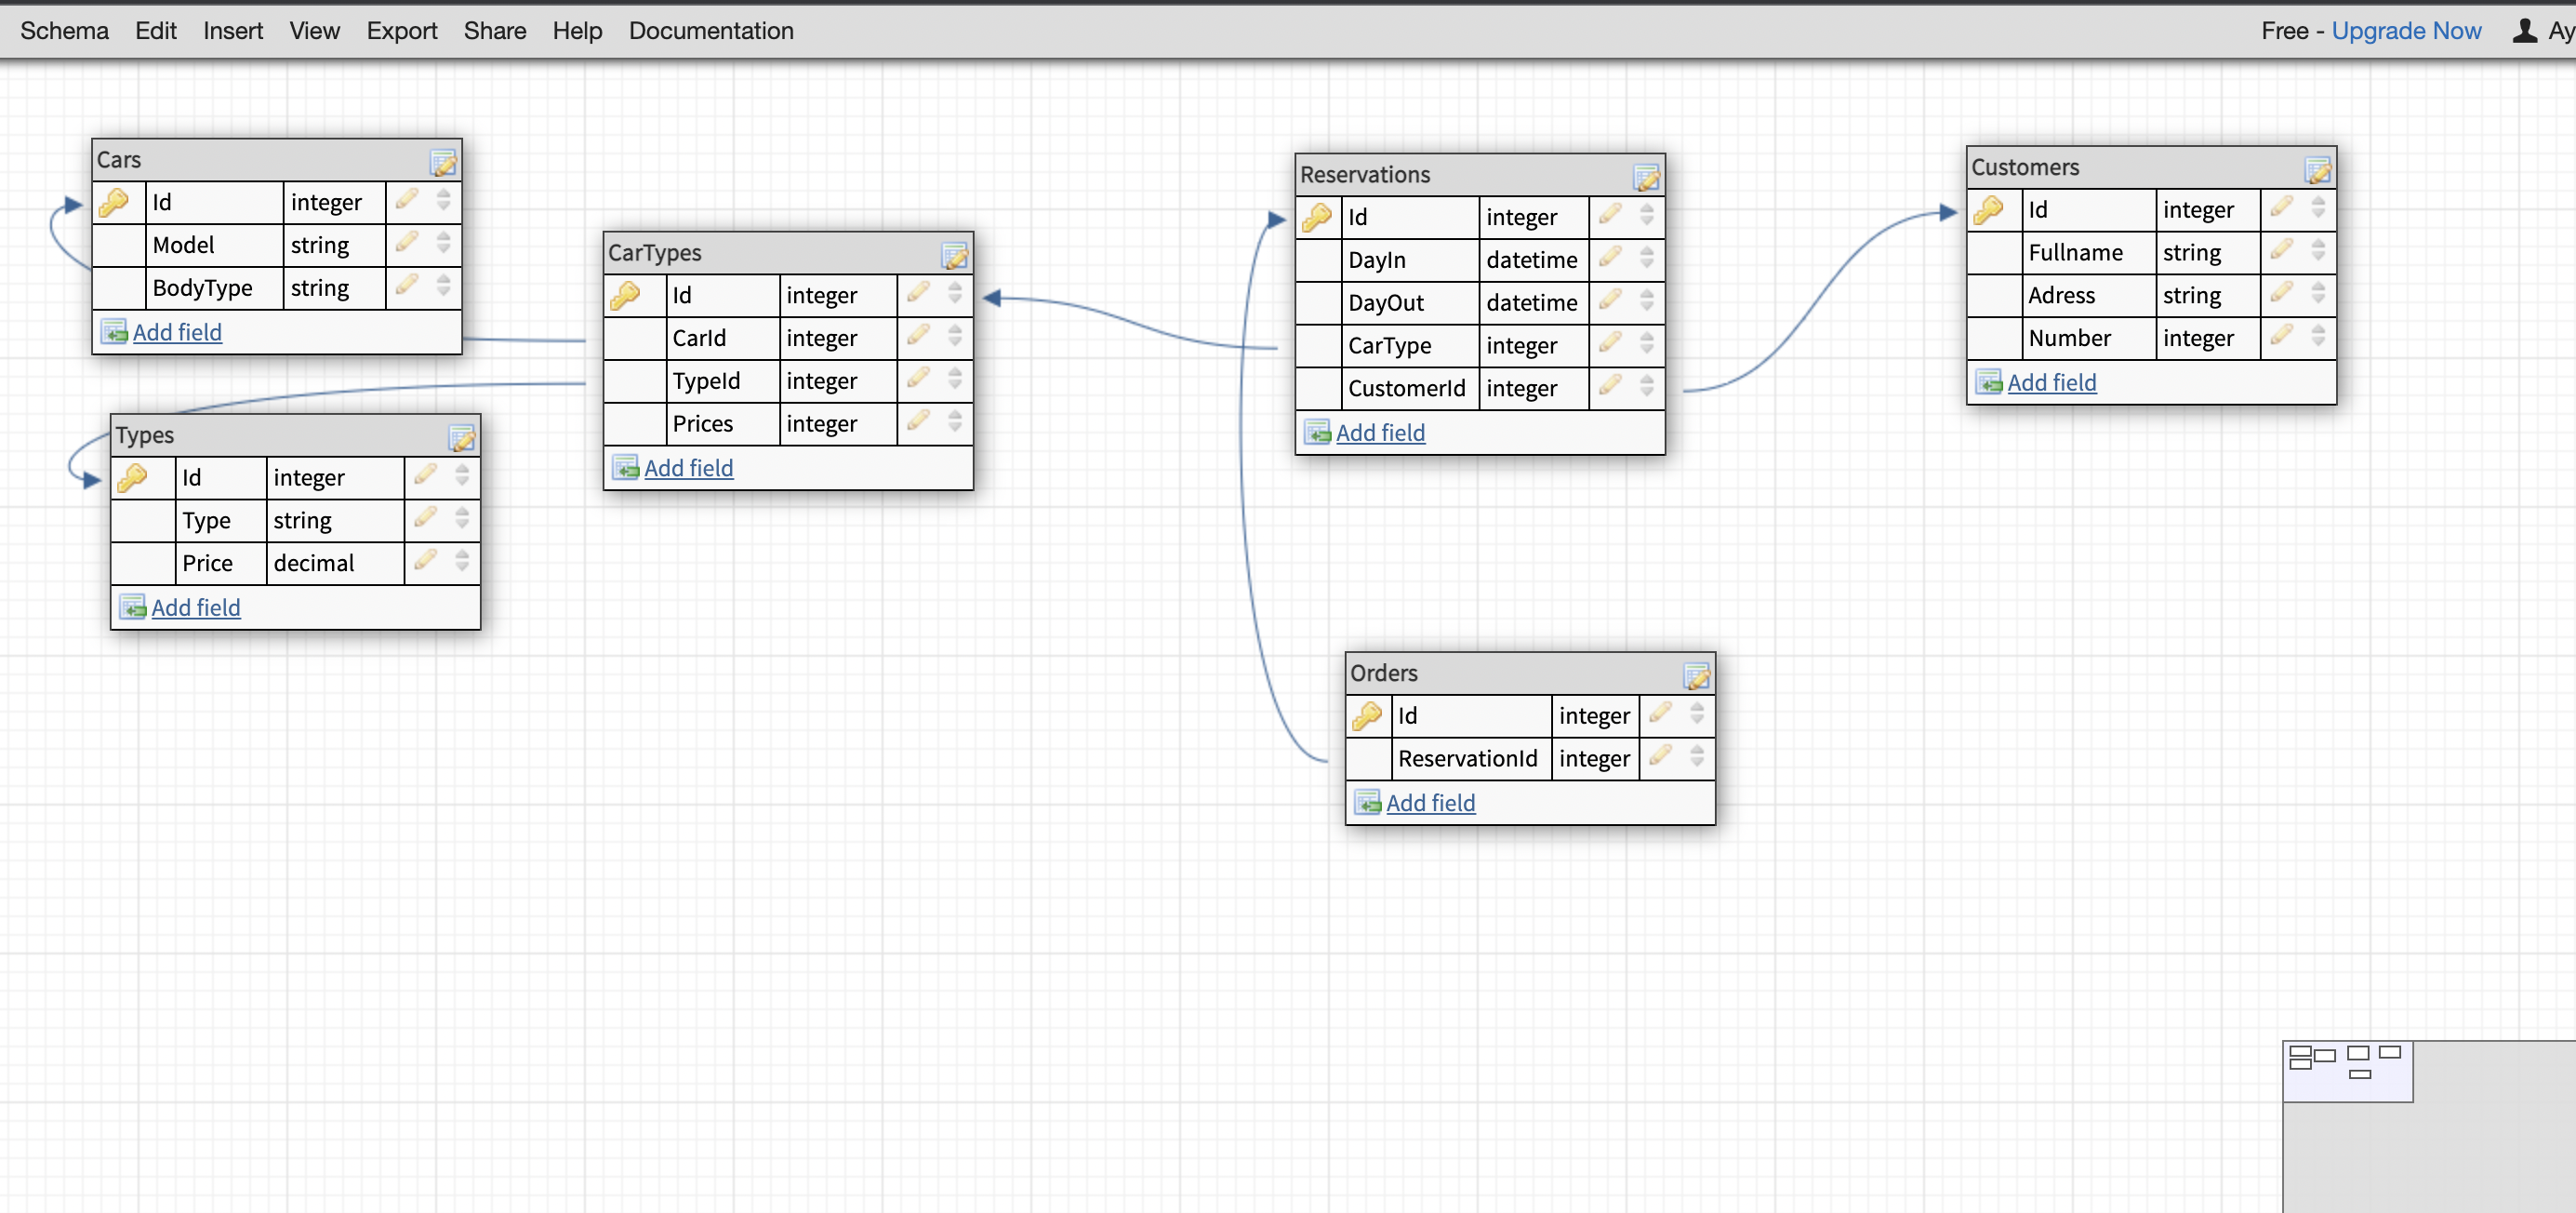 Schema Edit Insert View Export Share Help Documentation Free - Upgrade Now Ay
Cars
Id integer
Model string
BodyType string
Add field
Types
Id integer
Type string
Price decimal
Add field
CarTypes
Id integer
CarId integer
TypeId integer
Prices integer
Add field
Reservations
Id integer
DayIn datetime
DayOut datetime
CarType integer
CustomerId integer
Add field
Orders
Id integer
ReservationId integer
Add field
Customers
Id integer
Fullname string
Adress string
Number integer
Add field